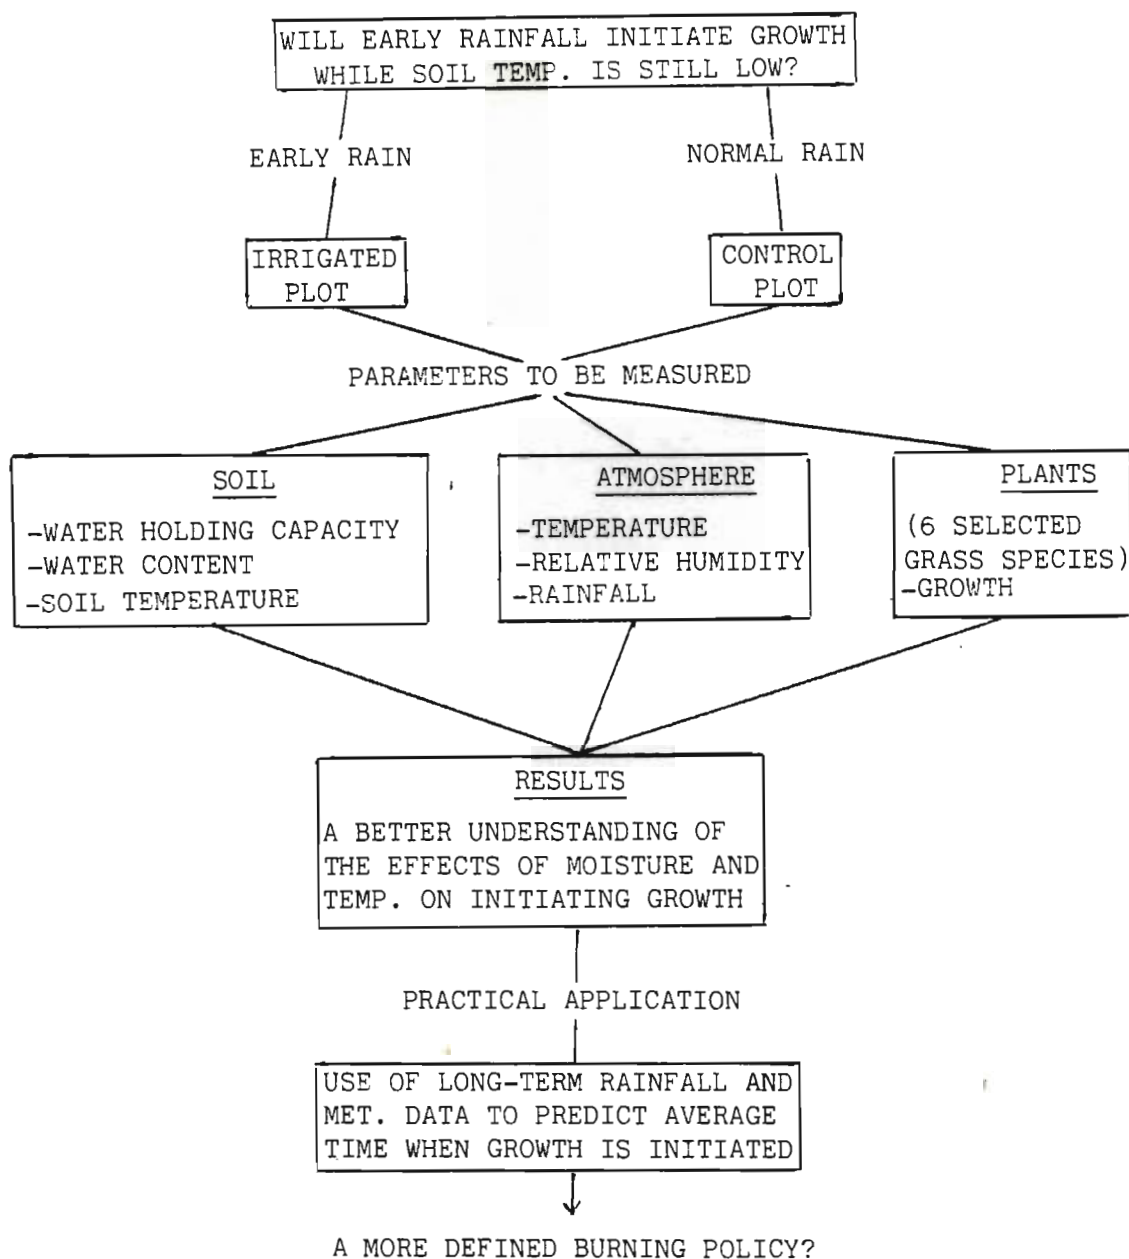 WILL EARLY RAINFALL INITIATE GROWTH
WHILE SOIL TEMP. IS STILL LOW?
EARLY RAIN
NORMAL RAIN
IRRIGATED
PLOT
CONTROL
PLOT
PARAMETERS TO BE MEASURED
SOIL
-WATER HOLDING CAPACITY
-WATER CONTENT
-SOIL TEMPERATURE
ATMOSPHERE
-TEMPERATURE
-RELATIVE HUMIDITY
-RAINFALL
PLANTS
(6 SELECTED
GRASS SPECIES)
-GROWTH
RESULTS
A BETTER UNDERSTANDING OF
THE EFFECTS OF MOISTURE AND
TEMP. ON INITIATING GROWTH
PRACTICAL APPLICATION
USE OF LONG-TERM RAINFALL AND
MET. DATA TO PREDICT AVERAGE
TIME WHEN GROWTH IS INITIATED
A MORE DEFINED BURNING POLICY?